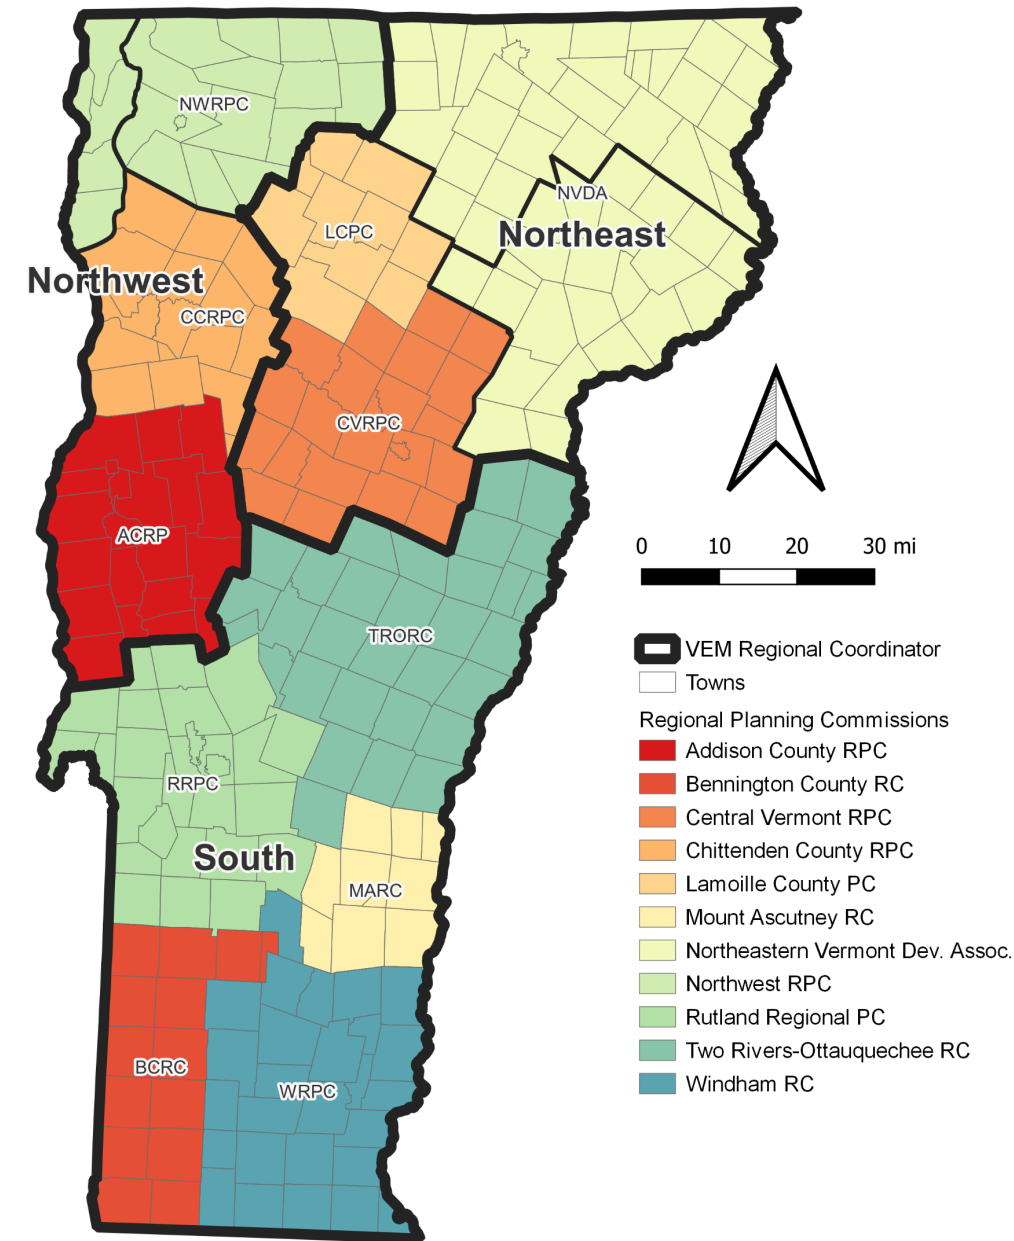 NWRPC
NVDA
LCPC
Northeast
Northwest
CCRPC
CVRPC
ACRP
0 10 20 30 mi
TRORC
VEM Regional Coordinator
Towns
Regional Planning Commissions
Addison County RPC
Bennington County RC
Central Vermont RPC
Chittenden County RPC
Lamoille County PC
Mount Ascutney RC
Northeastern Vermont Dev. Assoc.
Northwest RPC
Rutland Regional PC
Two Rivers-Ottauquechee RC
Windham RC
RRPC
South
MARC
BCRC
WRPC